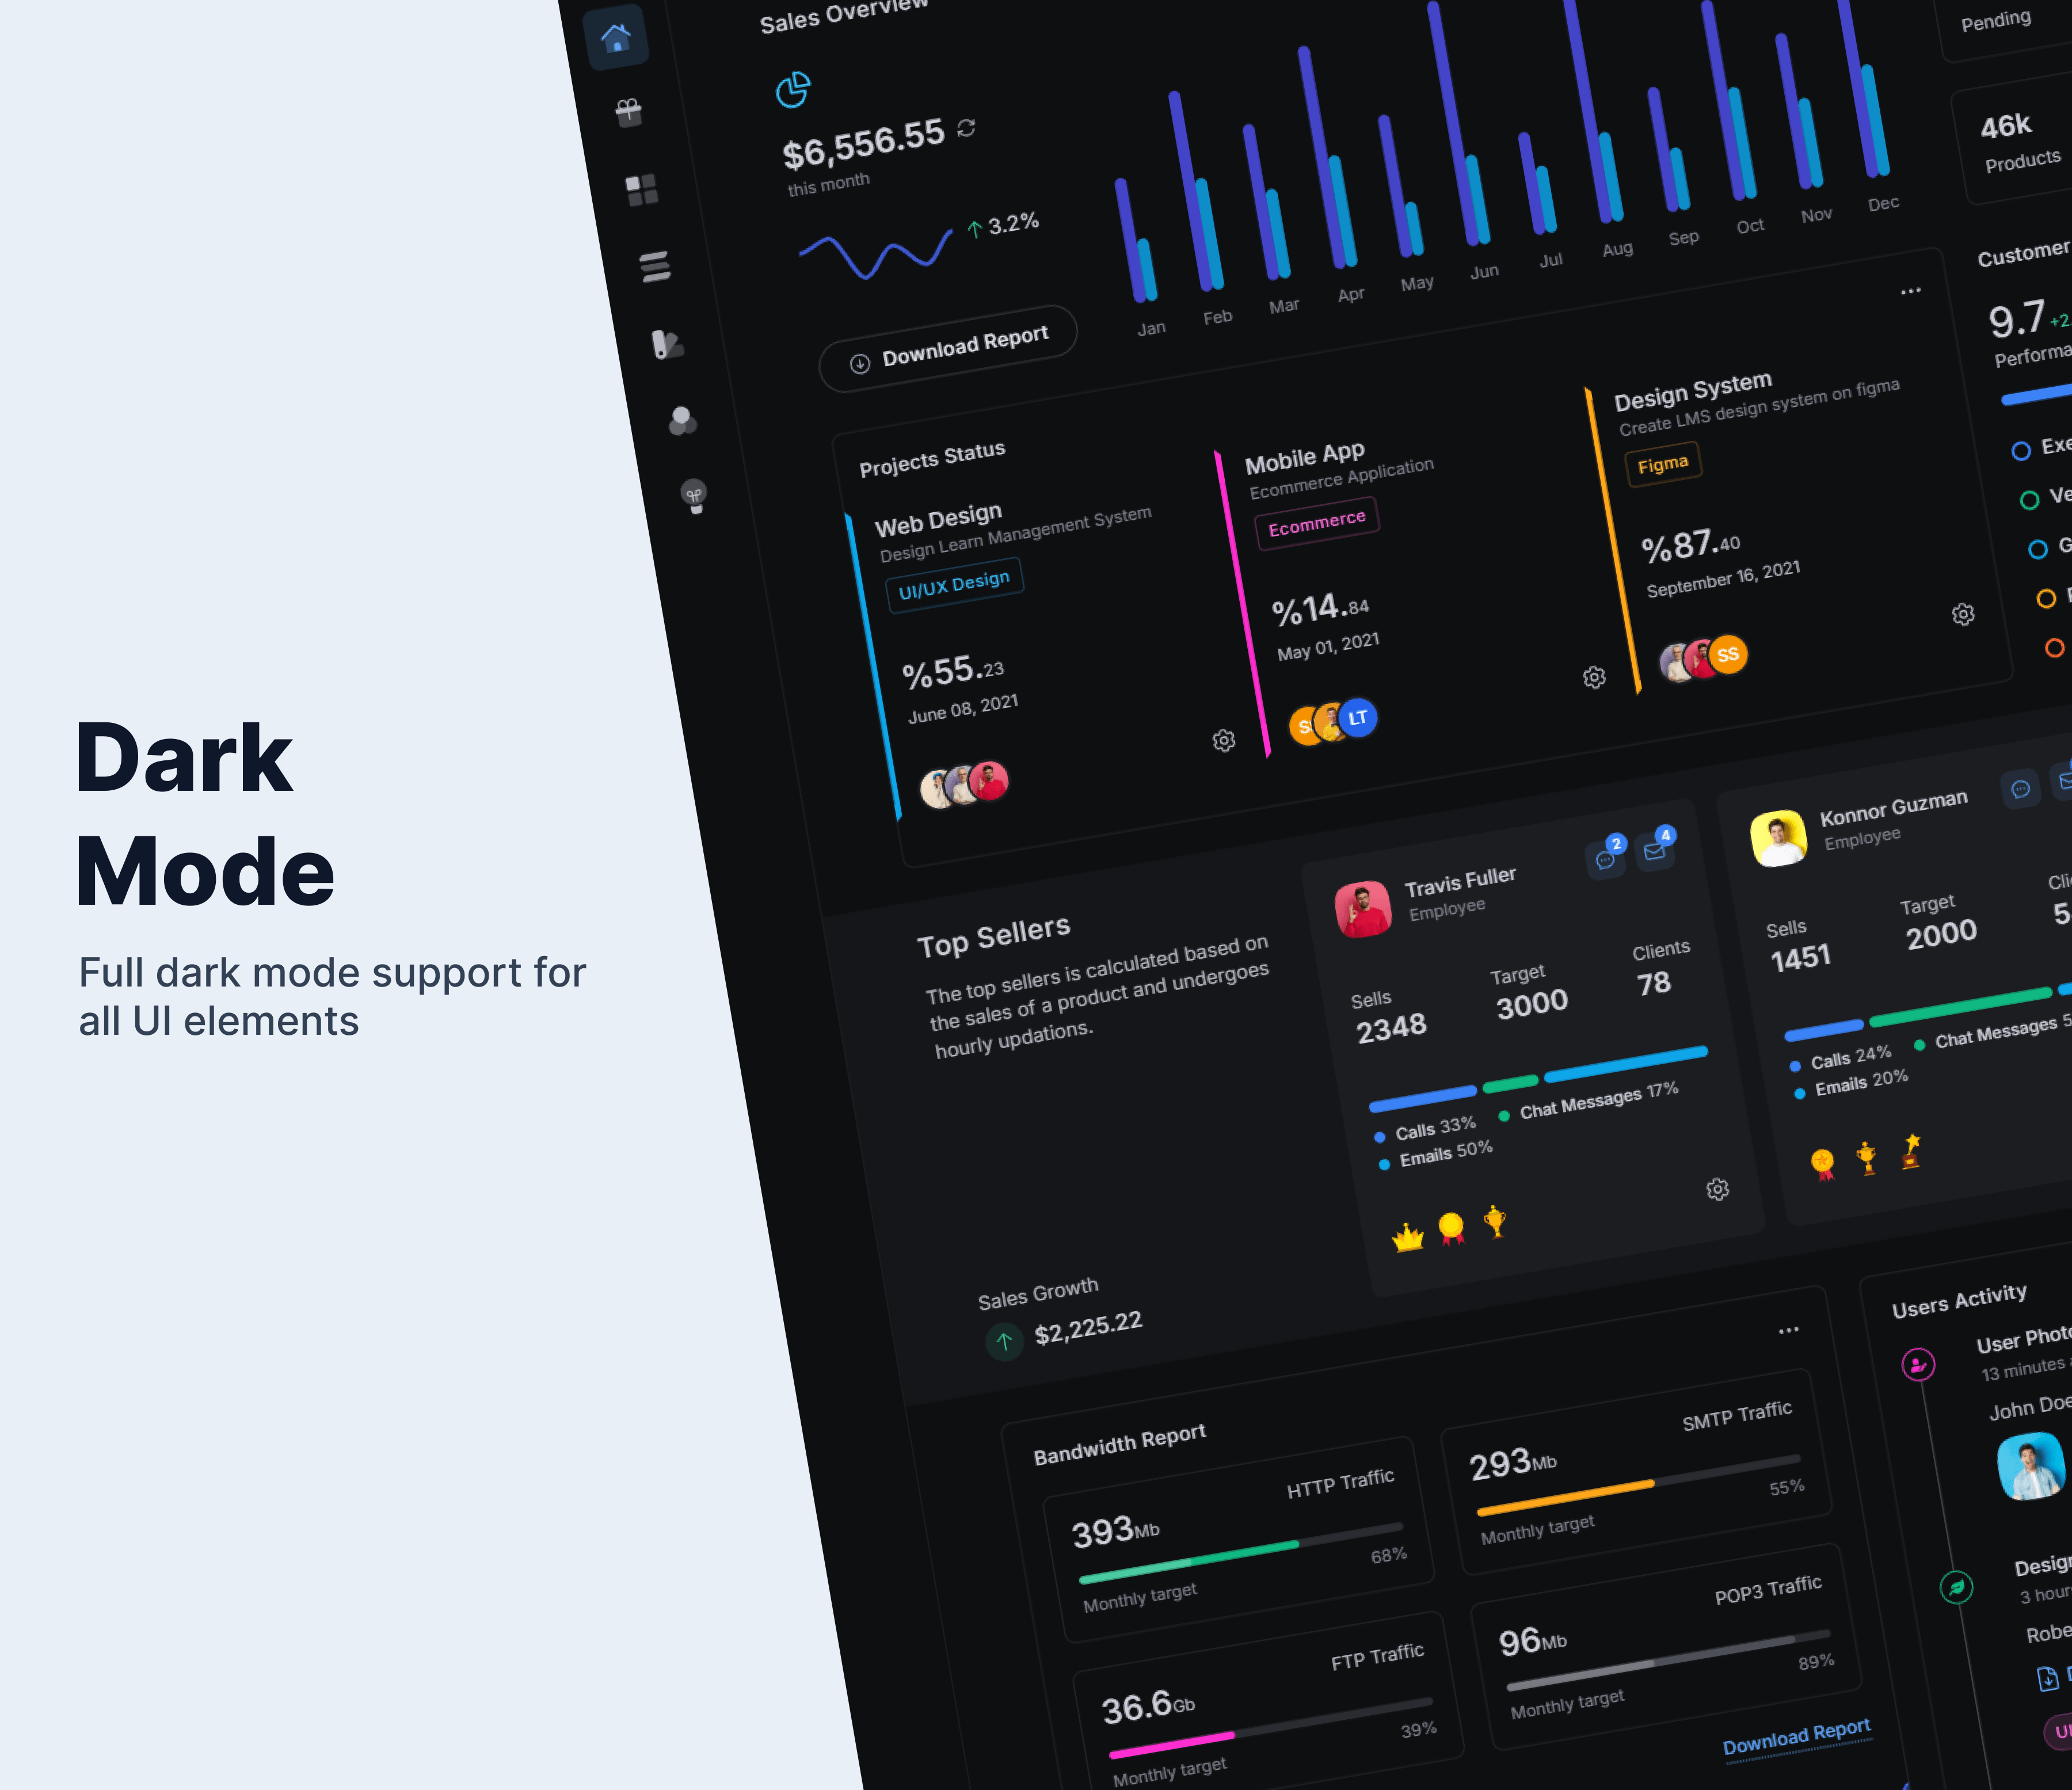 Dark
Mode
Full dark mode support for
all UI elements
Sales Overview
$6,556.55
this month
3.2%
Download Report
Jan
Feb
Mar
Apr
May
Jun
Jul
Aug
Sep
Oct
Nov
Dec
Pending
46k
Products
Customer
9.7
Projects Status
Web Design
Design Learn Management System
UI/UX Design
%55.23
June 08, 2021
Mobile App
Ecommerce Application
Ecommerce
%14.84
May 01, 2021
LT
Design System
Create LMS design system on figma
Figma
%87.40
September 16, 2021
SS
Top Sellers
The top sellers is calculated based on
the sales of a product and undergoes
hourly updations.
Sales Growth
$2,225.22
Travis Fuller
Employee
2
4
Sells
2348
Target
3000
Clients
78
Calls 33%
Chat Messages 17%
Emails 50%
Konnor Guzman
Employee
Sells
1451
Target
2000
Calls 24%
Chat Messages
Emails 20%
Bandwidth Report
393Mb
HTTP Traffic
68%
Monthly target
293Mb
SMTP Traffic
55%
Monthly target
36.6Gb
FTP Traffic
39%
Monthly target
96Mb
POP3 Traffic
89%
Monthly target
Download Report
Users Activity
User
13 minutes
John Doe
3